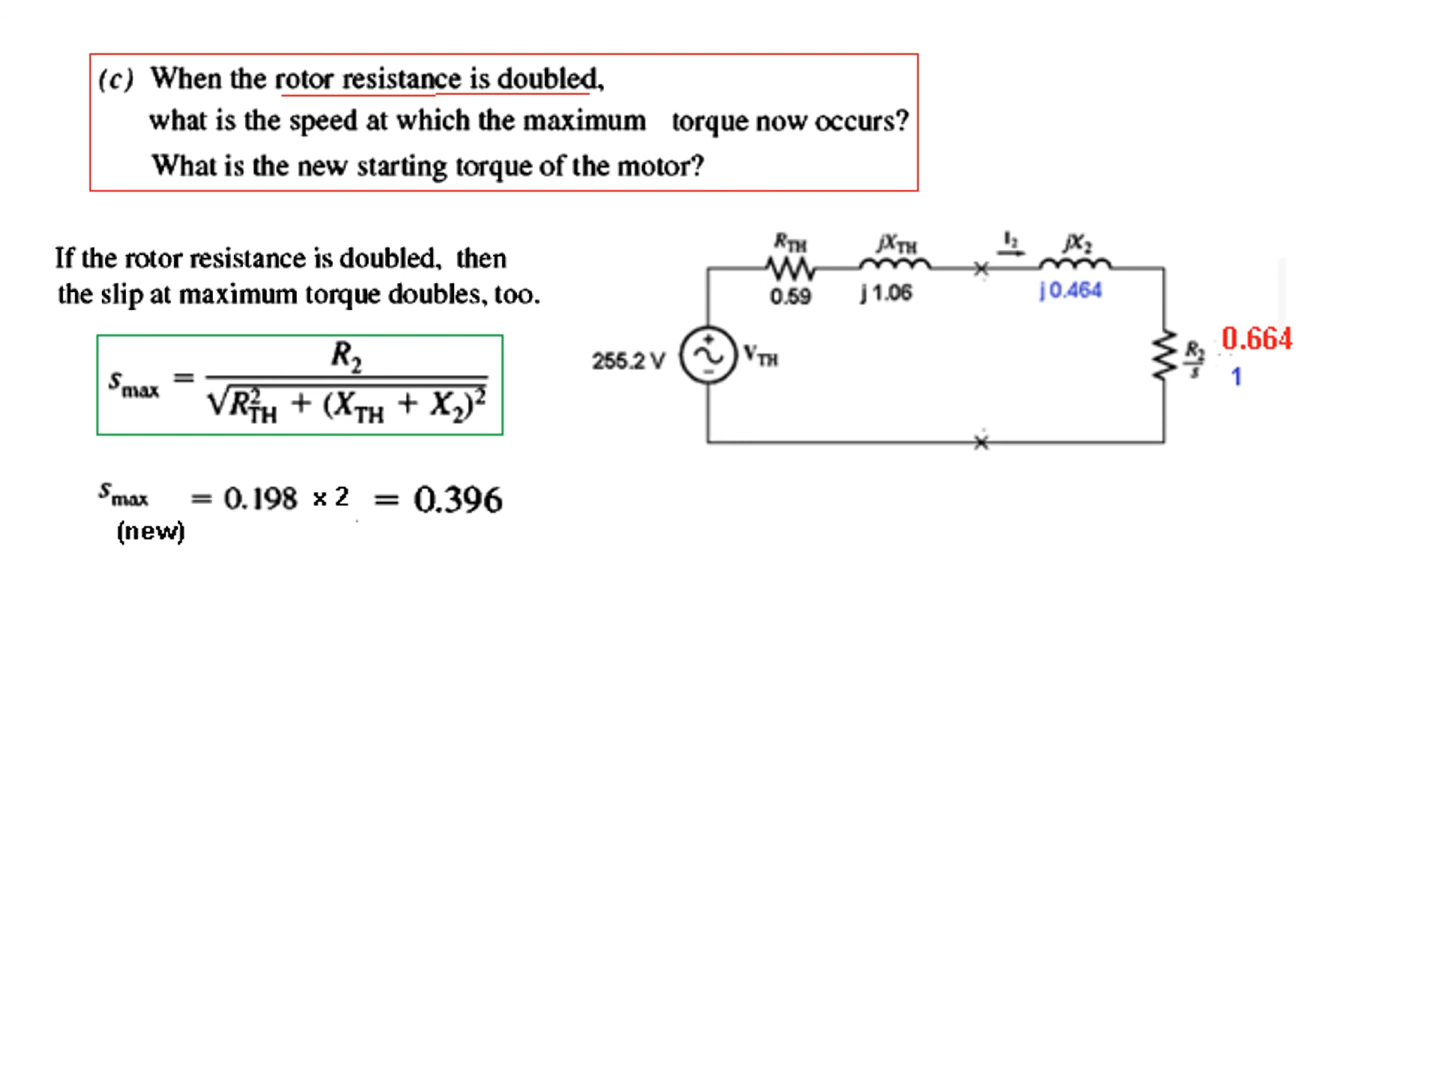 (c) When the rotor resistance is doubled,
what is the speed at which the maximum torque now occurs?
What is the new starting torque of the motor?
If the rotor resistance is doubled, then
the slip at maximum torque doubles, too.
s_max = R_2 / √(R_TH^2 + (X_TH + X_2)^2)
s_max (new) = 0.198 x 2 = 0.396
R_TH
0.59
jX_TH
j 1.06
I_2
jX_2
j 0.464
255.2 V
V_TH
R_2/s
0.664
1